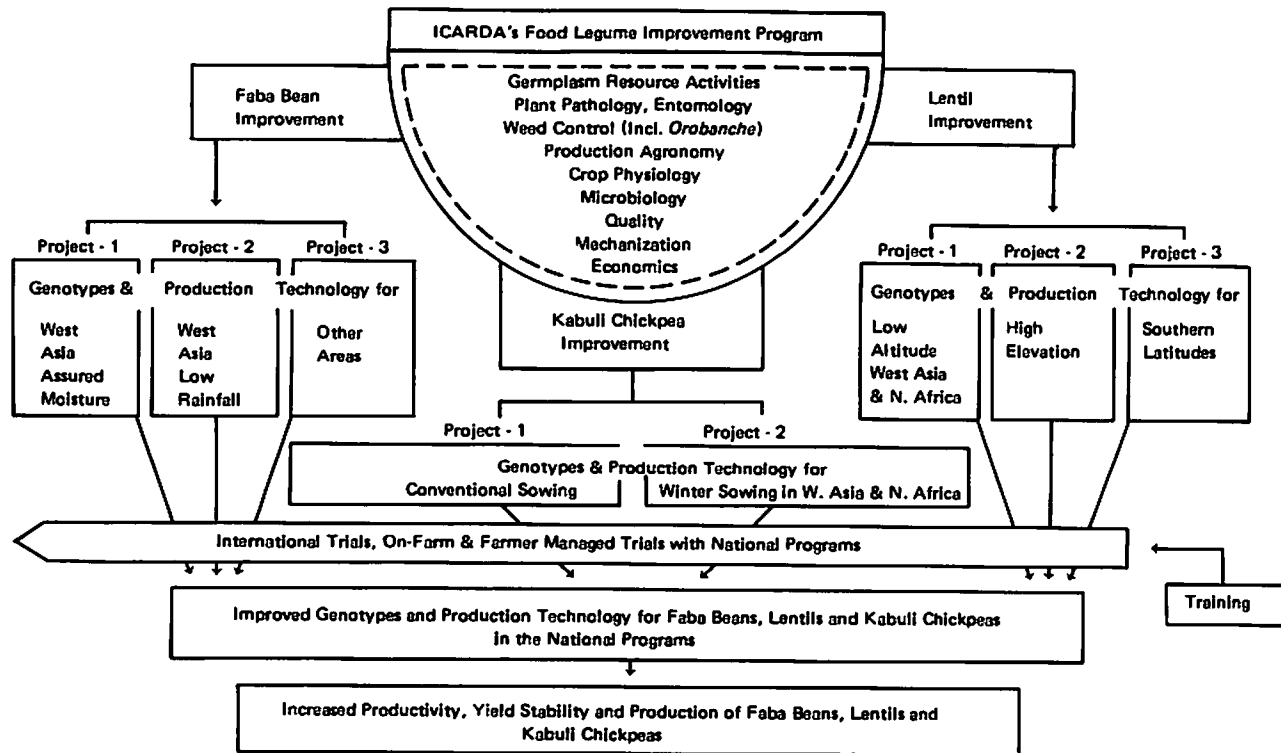 ICARDA's Food Legume Improvement Program
Germplasm Resource Activities
Plant Pathology, Entomology
Weed Control (Incl. Orobanche)
Production Agronomy
Crop Physiology
Microbiology
Quality
Mechanization
Economics
Faba Bean
Improvement
Lentil
Improvement
Kabuli Chickpea
Improvement
Project - 1 Project - 2 Project - 3
Genotypes & Production Technology for
West
Asia
Assured
Moisture
West
Asia
Low
Rainfall
Other
Areas
Project - 1 Project - 2
Genotypes & Production Technology for
Conventional Sowing
Winter Sowing in W. Asia & N. Africa
Project - 1 Project - 2 Project - 3
Genotypes & Production Technology for
Low
Altitude
West Asia
& N. Africa
High
Elevation
Southern
Latitudes
International Trials, On-Farm & Farmer Managed Trials with National Programs
Training
Improved Genotypes and Production Technology for Faba Beans, Lentils and Kabuli Chickpeas
in the National Programs
Increased Productivity, Yield Stability and Production of Faba Beans, Lentils and
Kabuli Chickpeas